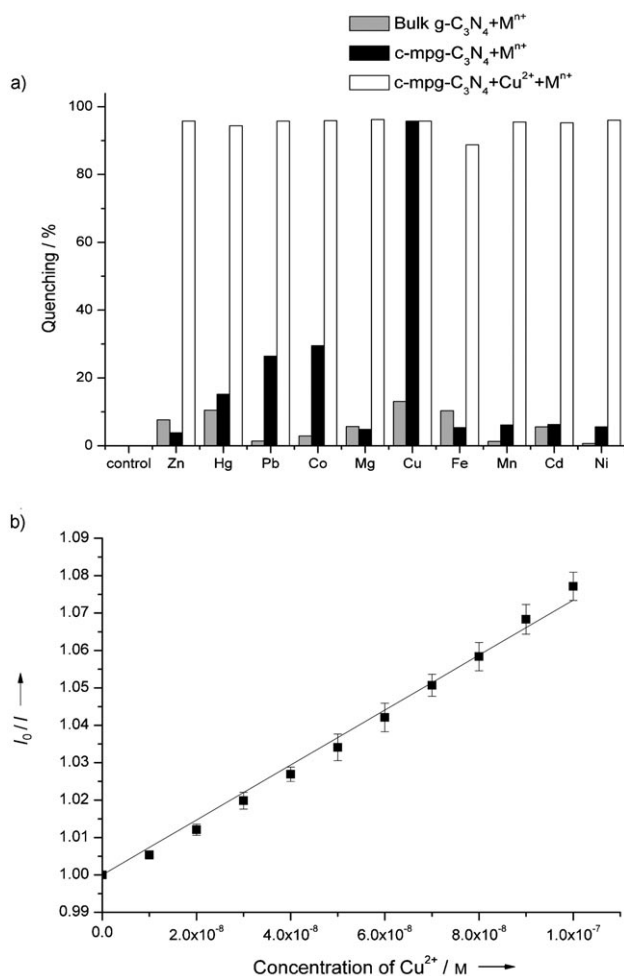 Bulk g-C₃N₄+Mⁿ⁺
c-mpg-C₃N₄+Mⁿ⁺
c-mpg-C₃N₄+Cu²⁺+Mⁿ⁺
a)
100
80
60
40
20
0
Quenching / %
control Zn Hg Pb Co Mg Cu Fe Mn Cd Ni
b)
1.09
1.08
1.07
1.06
1.05
1.04
1.03
1.02
1.01
1.00
0.99
I₀ / I ⟶
0.0 2.0x10⁻⁸ 4.0x10⁻⁸ 6.0x10⁻⁸ 8.0x10⁻⁸ 1.0x10⁻⁷
Concentration of Cu²⁺ / M ⟶